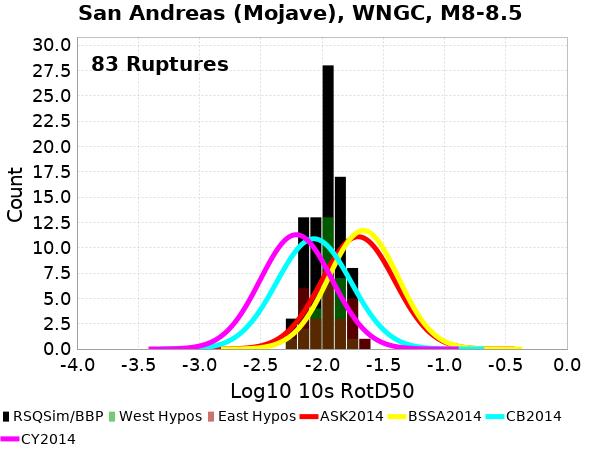 San Andreas (Mojave), WNGC, M8-8.5
83 Ruptures
Count
30.0
27.5
25.0
22.5
20.0
17.5
15.0
12.5
10.0
7.5
5.0
2.5
0.0
-4.0 -3.5 -3.0 -2.5 -2.0 -1.5 -1.0 -0.5 0.0
Log10 10s RotD50
RSQSim/BBP West Hypos East Hypos ASK2014 BSSA2014 CB2014
CY2014